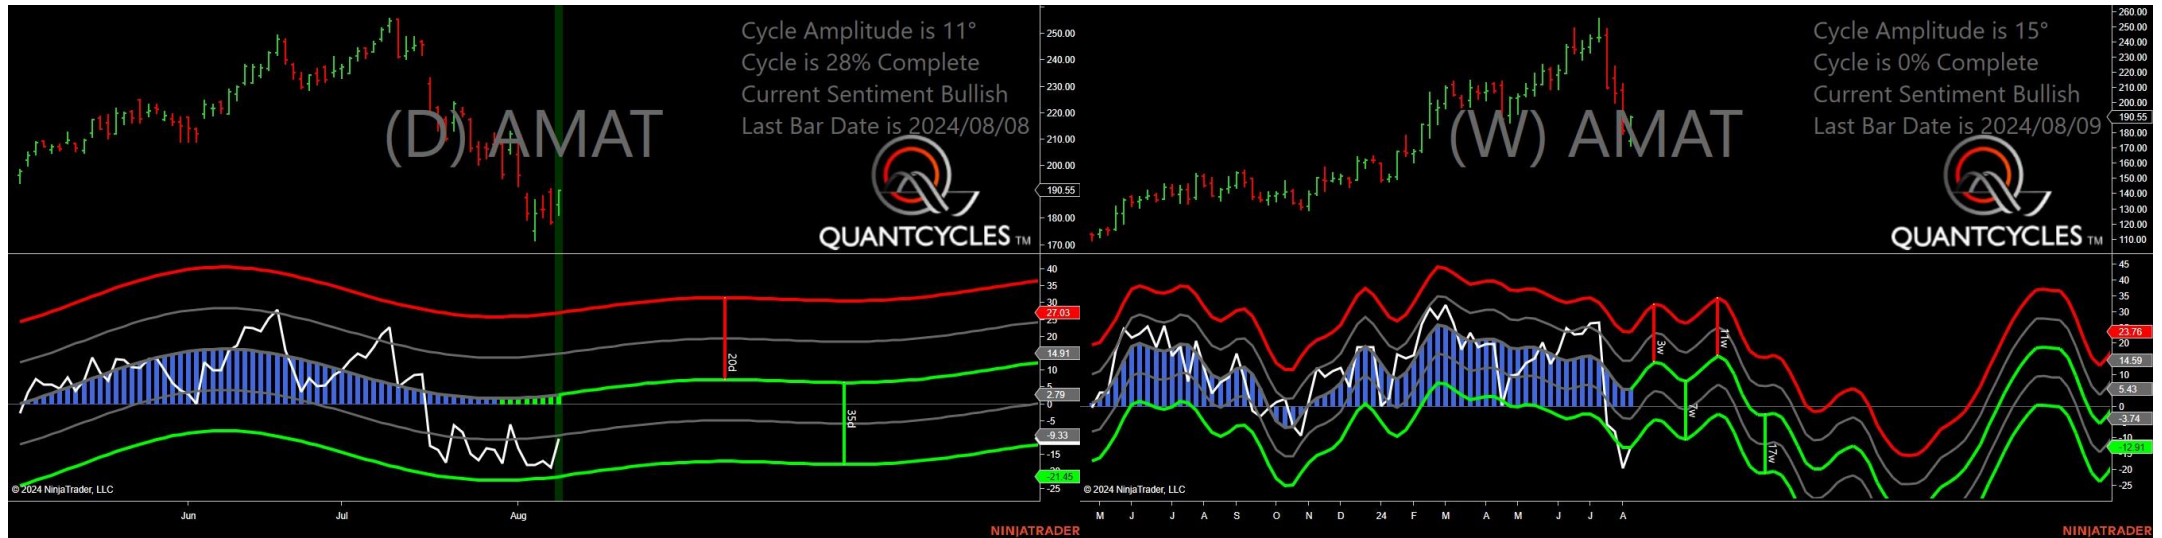 Cycle Amplitude is 11°
Cycle is 28% Complete
Current Sentiment Bullish
Last Bar Date is 2024/08/08
(D) AMAT
QUANTCYCLES TM
250.00
240.00
230.00
220.00
210.00
200.00
190.55
180.00
170.00
40
35
30
27.03
25
20
14.91
10
5
2.79
0
-5
-9.33
-15
-21.45
-25
20d
35d
© 2024 NinjaTrader, LLC
Jun Jul Aug
NINJATRADER
Cycle Amplitude is 15°
Cycle is 0% Complete
Current Sentiment Bullish
Last Bar Date is 2024/08/09
(W) AMAT
QUANTCYCLES TM
260.00
250.00
240.00
230.00
220.00
210.00
200.00
190.55
180.00
170.00
160.00
150.00
140.00
130.00
120.00
110.00
45
40
35
30
23.76
20
14.59
10
5.43
0
-3.74
-10
-12.91
-20
-25
3w
11w
7w
17w
© 2024 NinjaTrader, LLC
M J J A S O N D 24 F M A M J J A
NINJATRADER